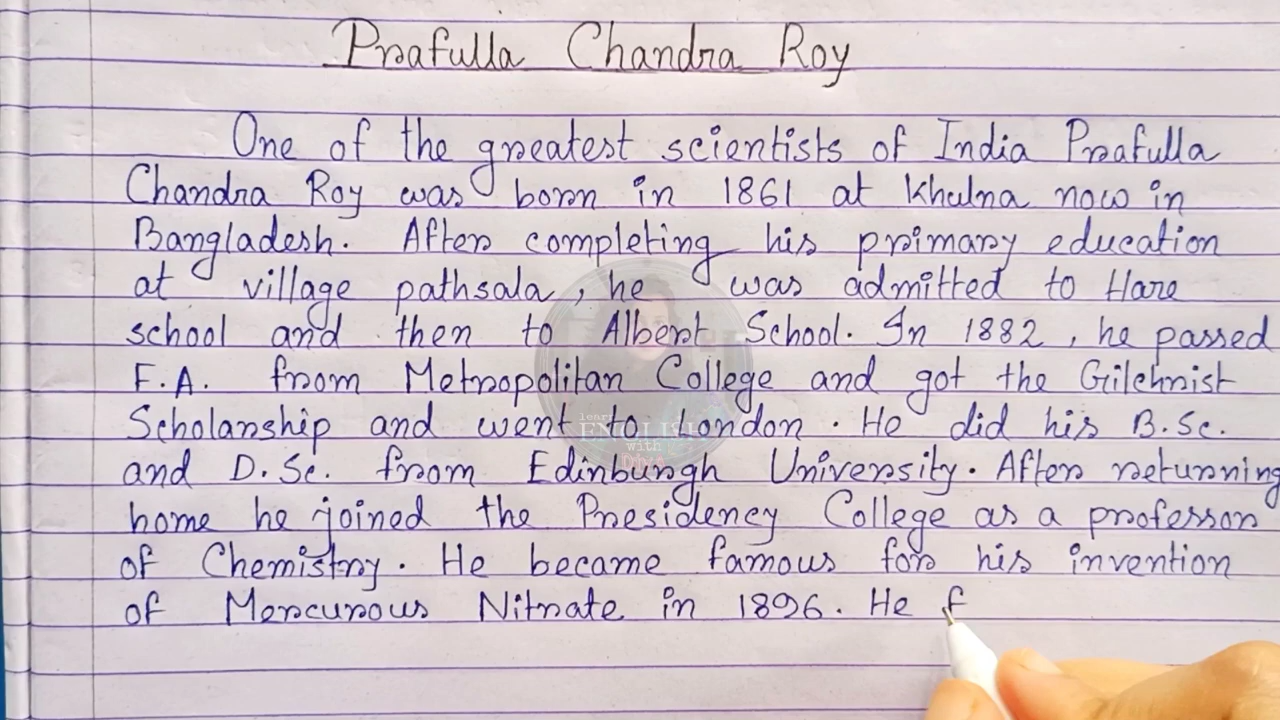 Prafulla Chandra Roy
One of the greatest scientists of India Prafulla
Chandra Roy was born in 1861 at Khulna now in
Bangladesh. After completing his primary education
at village pathsala, he was admitted to Hare
school and then to Albert School. In 1882, he passed
F.A. from Metropolitan College and got the Gilchrist
Scholarship and went to London. He did his B.Sc.
and D.Sc. from Edinburgh University. After returning
home he joined the Presidency College as a professor
of Chemistry. He became famous for his invention
of Mercurous Nitrate in 1896. He f
learn
ENGLISH
with